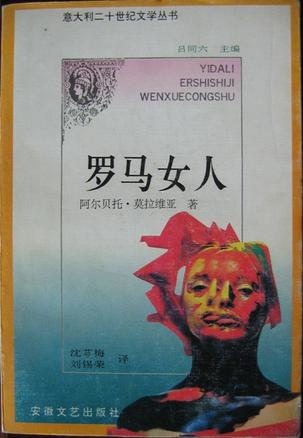 意大利二十世纪文学丛书
吕同六 主编
YIDALI
ERSHISHIJI
WENXUECONGSHU
罗马女人
阿尔贝托·莫拉维亚 著
沈萼梅
刘锡荣 译
安徽文艺出版社